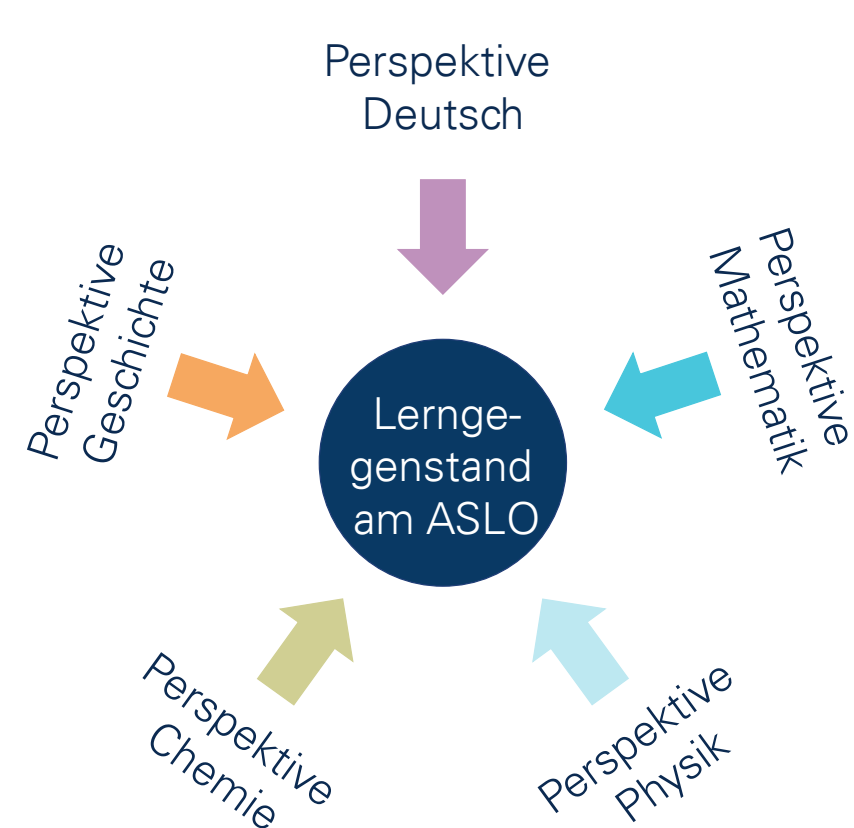 Perspektive
Deutsch
Perspektive
Geschichte
Perspektive
Mathematik
Lernge-
genstand
am ASLO
Perspektive
Chemie
Perspektive
Physik